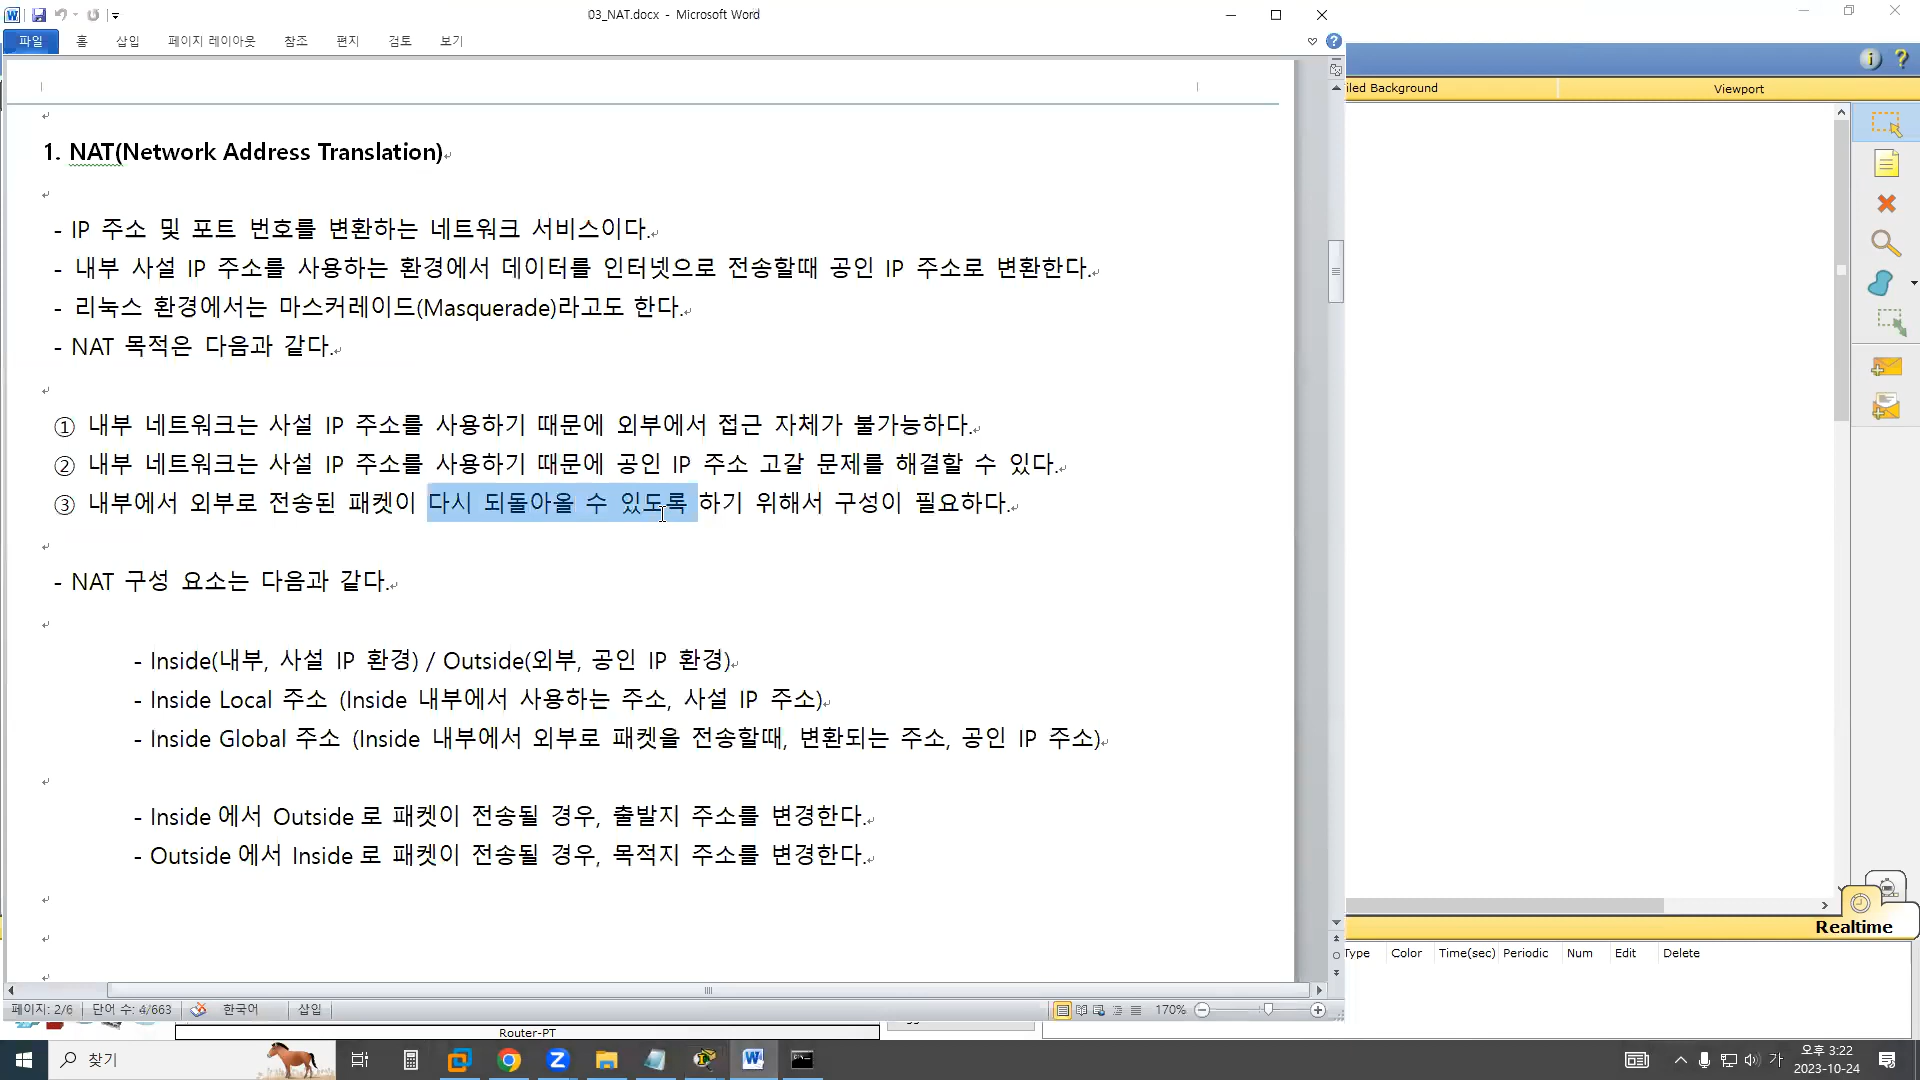 03_NAT.docx - Microsoft Word
파일 홈 삽입 페이지 레이아웃 참조 편지 검토 보기
iled Background Viewport
1. NAT(Network Address Translation)
- IP 주소 및 포트 번호를 변환하는 네트워크 서비스이다.
- 내부 사설 IP 주소를 사용하는 환경에서 데이터를 인터넷으로 전송할때 공인 IP 주소로 변환한다.
- 리눅스 환경에서는 마스커레이드(Masquerade)라고도 한다.
- NAT 목적은 다음과 같다.
① 내부 네트워크는 사설 IP 주소를 사용하기 때문에 외부에서 접근 자체가 불가능하다.
② 내부 네트워크는 사설 IP 주소를 사용하기 때문에 공인 IP 주소 고갈 문제를 해결할 수 있다.
③ 내부에서 외부로 전송된 패켓이 다시 되돌아올 수 있도록 하기 위해서 구성이 필요하다.
- NAT 구성 요소는 다음과 같다.
- Inside(내부, 사설 IP 환경) / Outside(외부, 공인 IP 환경)
- Inside Local 주소 (Inside 내부에서 사용하는 주소, 사설 IP 주소)
- Inside Global 주소 (Inside 내부에서 외부로 패켓을 전송할때, 변환되는 주소, 공인 IP 주소)
- Inside 에서 Outside 로 패켓이 전송될 경우, 출발지 주소를 변경한다.
- Outside 에서 Inside 로 패켓이 전송될 경우, 목적지 주소를 변경한다.
Realtime
Type Color Time(sec) Periodic Num Edit Delete
페이지: 2/6 단어 수: 4/663 한국어 삽입 170%
Router-PT
찾기
가 오후 3:22
2023-10-24